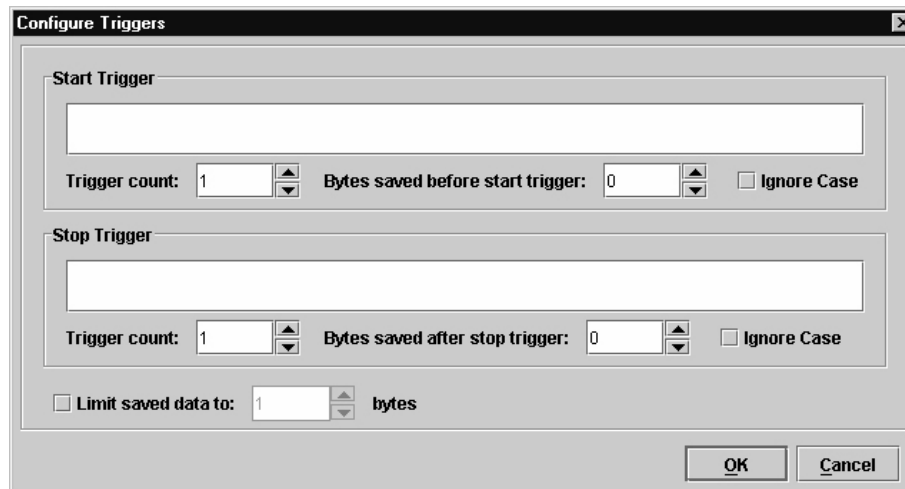 Configure Triggers
Start Trigger
Trigger count: 1 Bytes saved before start trigger: 0 Ignore Case
Stop Trigger
Trigger count: 1 Bytes saved after stop trigger: 0 Ignore Case
Limit saved data to: 1 bytes
OK Cancel